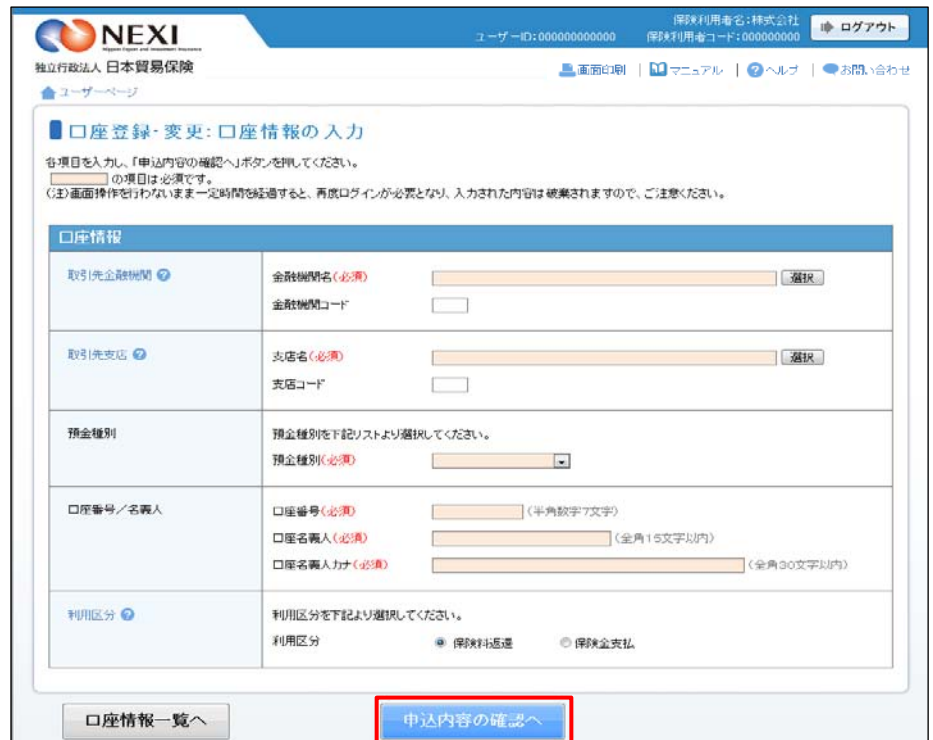 NEXI
Nippon Export and Investment Insurance
ユーザーID:000000000000
保険利用者名:株式会社
保険利用者コード:000000000
ログアウト
独立行政法人 日本貿易保険
画面印刷 | マニュアル | ヘルプ | お問い合わせ
ユーザーページ
口座登録・変更:口座情報の入力
各項目を入力し、「申込内容の確認へ」ボタンを押してください。
の項目は必須です。
(注)画面操作を行わないまま一定時間を経過すると、再度ログインが必要となり、入力された内容は破棄されますので、ご注意ください。
口座情報
取引先金融機関 ?
金融機関名(必須)
選択
金融機関コード
取引先支店 ?
支店名(必須)
選択
支店コード
預金種別
預金種別を下記リストより選択してください。
預金種別(必須)
口座番号/名義人
口座番号(必須) (半角数字7文字)
口座名義人(必須) (全角15文字以内)
口座名義人カナ(必須) (全角30文字以内)
利用区分 ?
利用区分を下記より選択してください。
利用区分 保険料返還 保険金支払
口座情報一覧へ
申込内容の確認へ